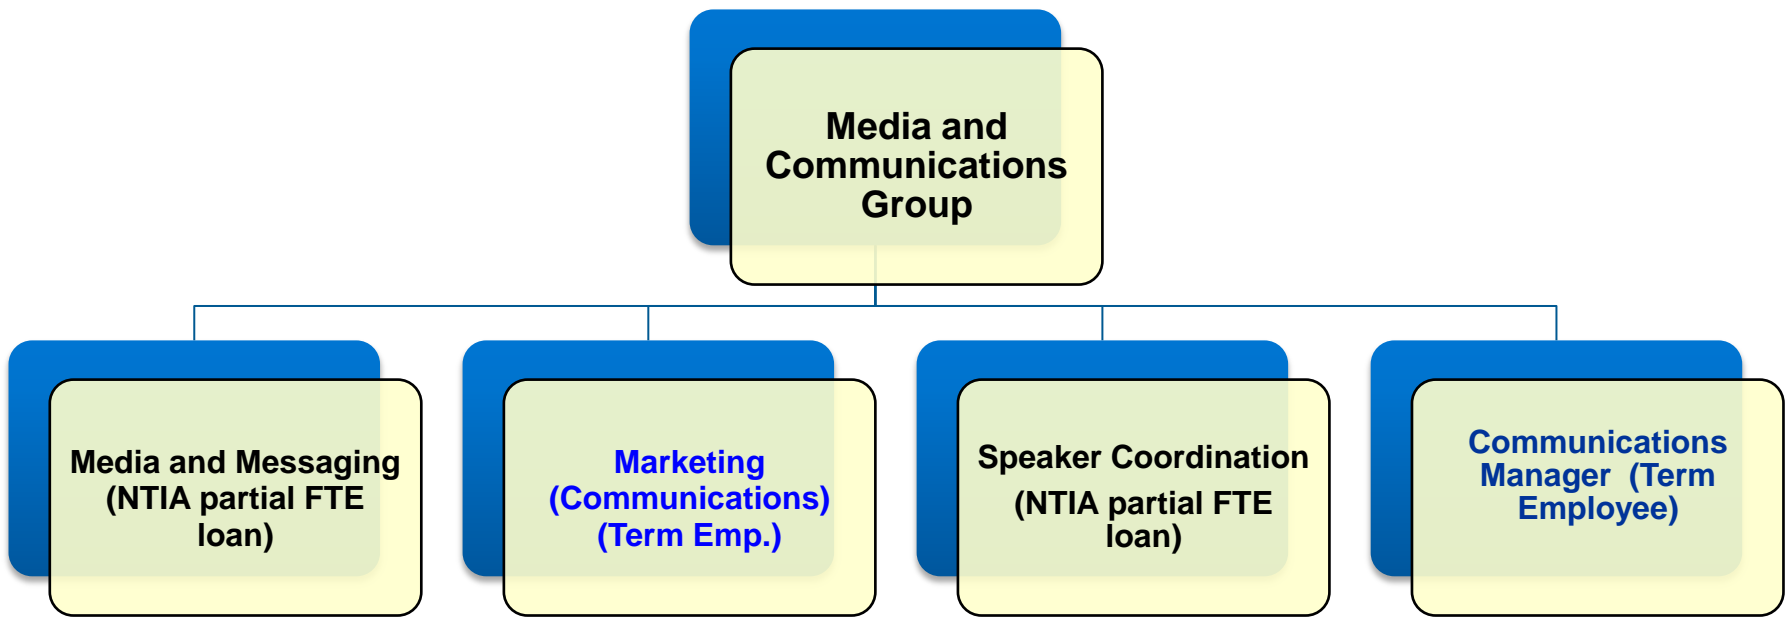 Media and
Communications
Group
Media and Messaging
(NTIA partial FTE
loan)
Marketing
(Communications)
(Term Emp.)
Speaker Coordination
(NTIA partial FTE
loan)
Communications
Manager (Term
Employee)